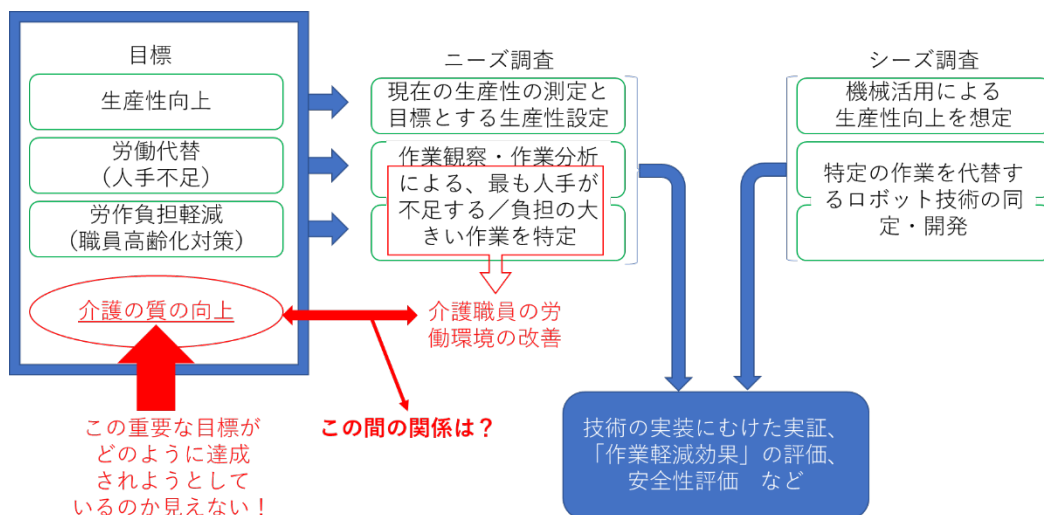 目標
生産性向上
労働代替
(人手不足)
労作負担軽減
(職員高齢化対策)
介護の質の向上
この重要な目標が
どのように達成
されようとして
いるのか見えない！
ニーズ調査
現在の生産性の測定と
目標とする生産性設定
作業観察・作業分析
による、最も人手が
不足する／負担の大
きい作業を特定
介護職員の労
働環境の改善
この間の関係は？
シーズ調査
機械活用による
生産性向上を想定
特定の作業を代替す
るロボット技術の同
定・開発
技術の実装にむけた実証、
「作業軽減効果」の評価、
安全性評価　など